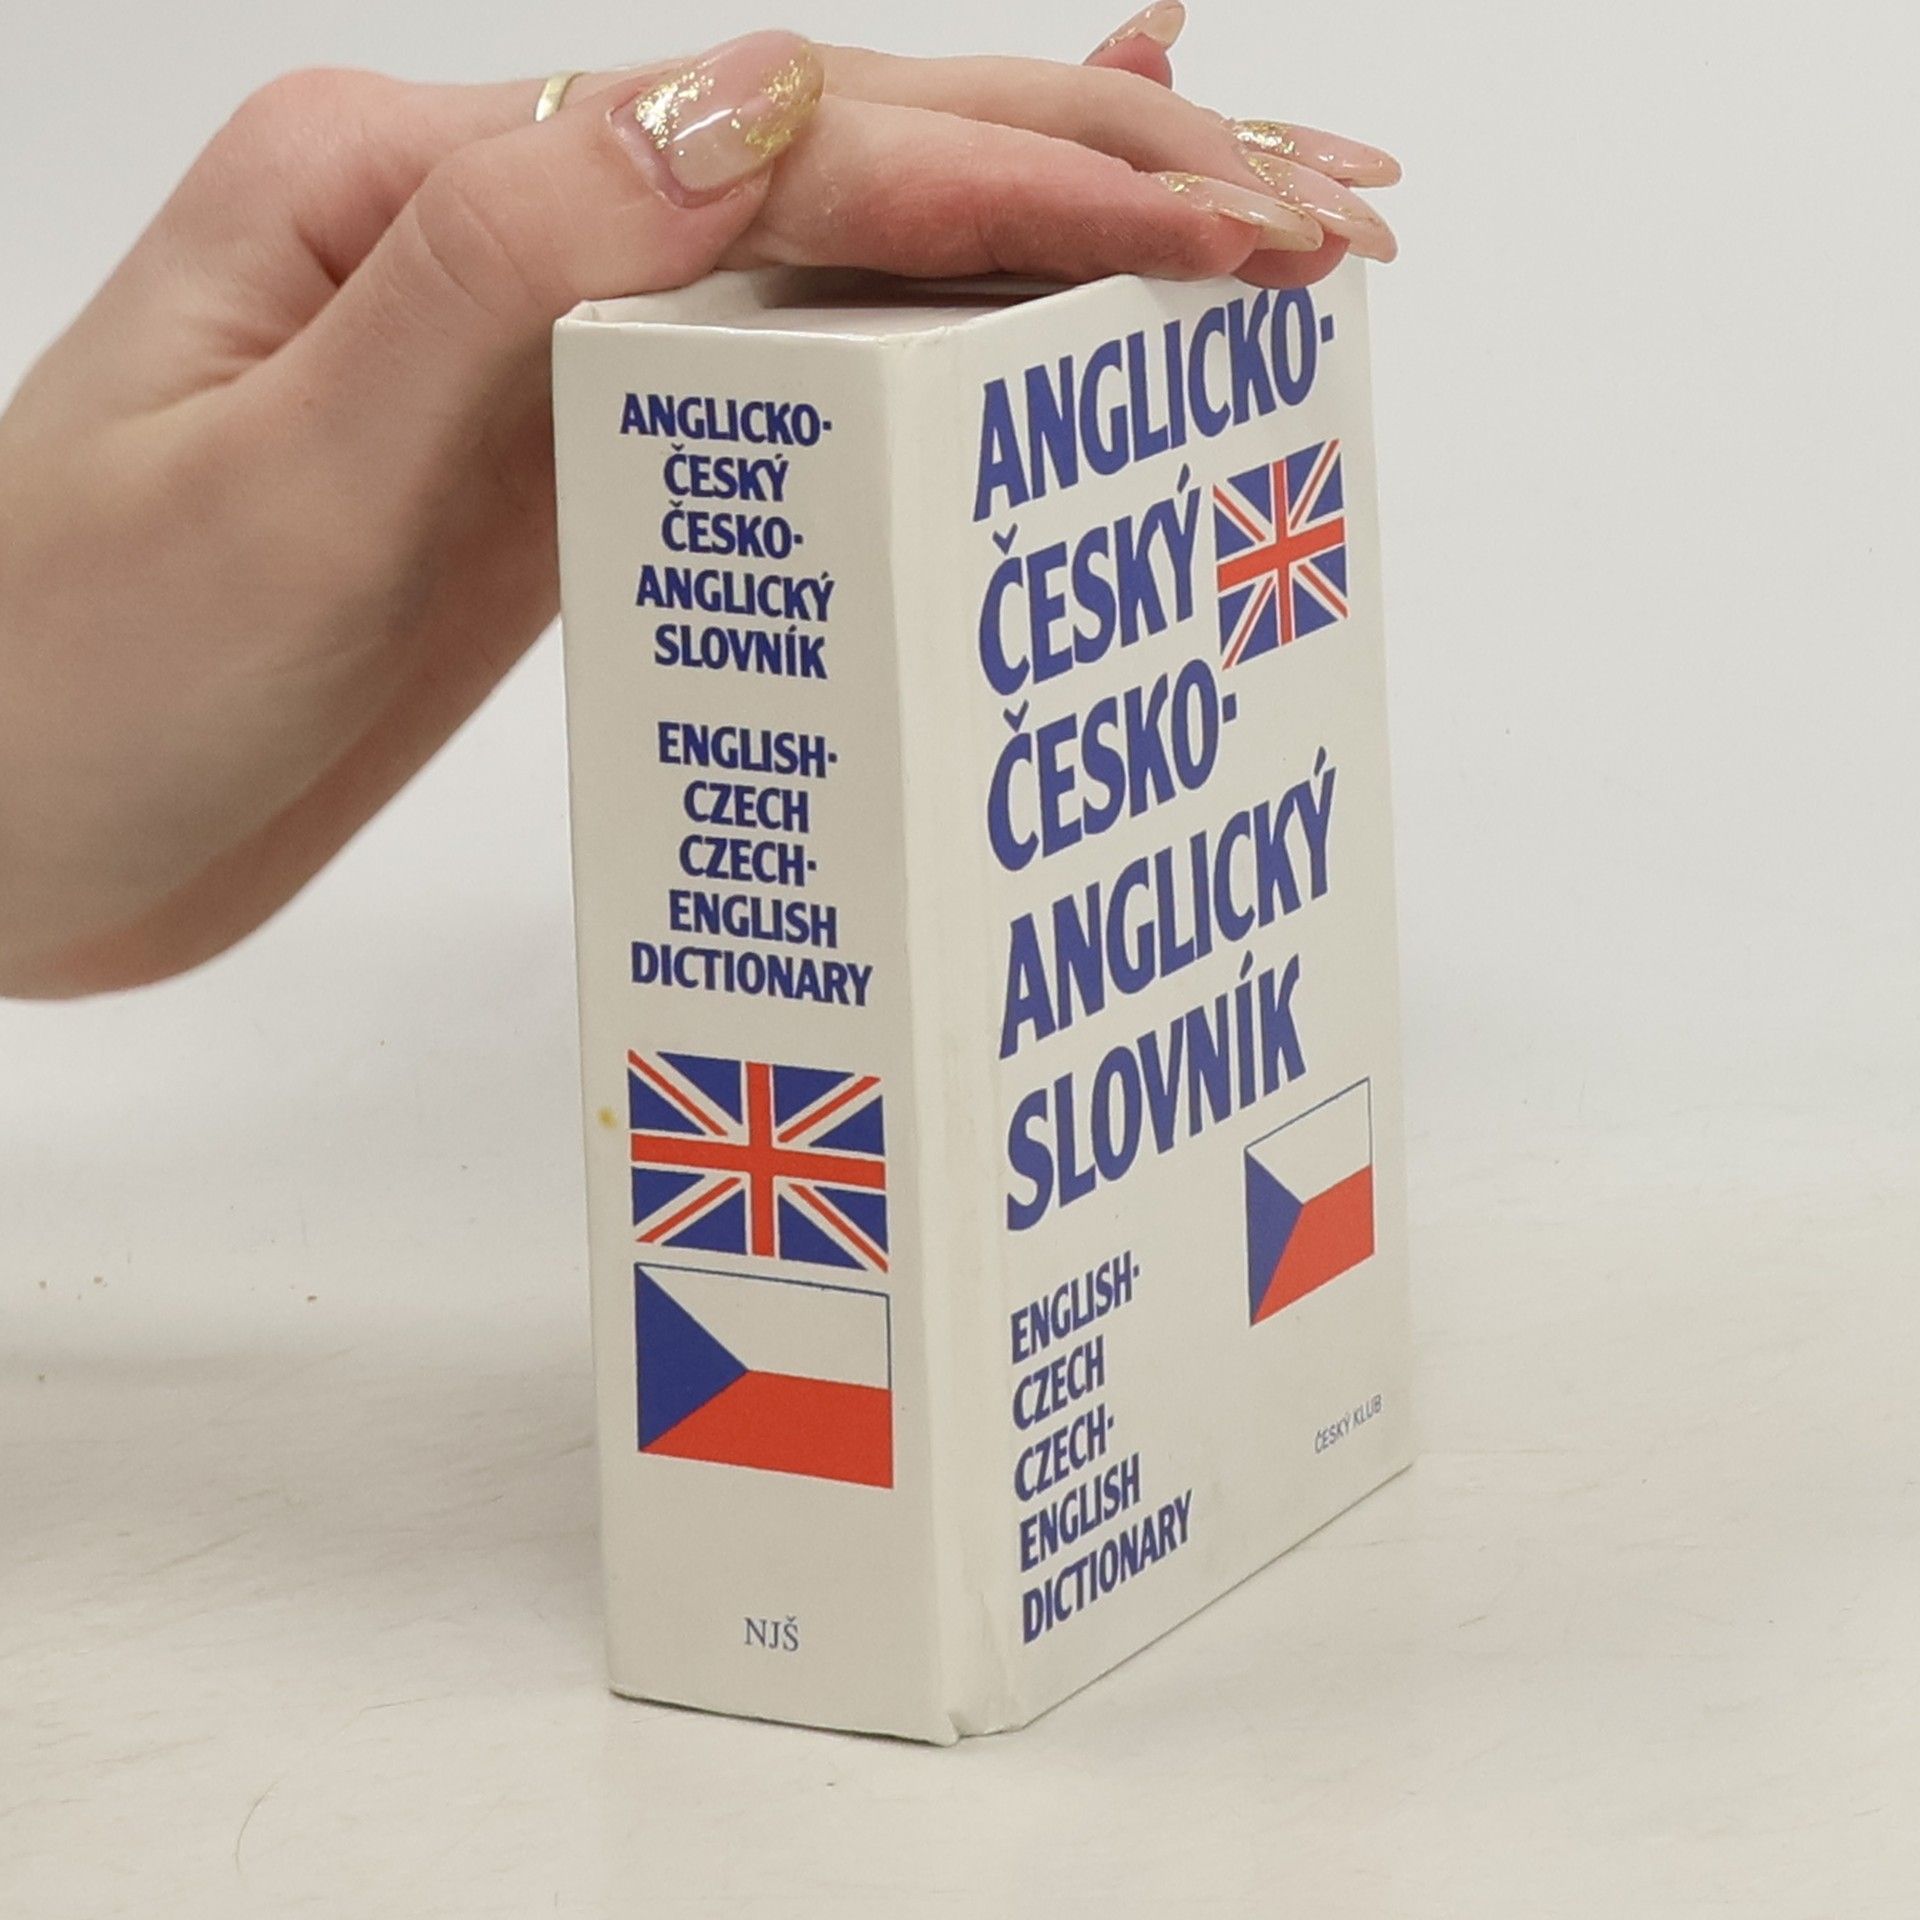 ANGLICKO-
ČESKÝ
ČESKO-
ANGLICKÝ
SLOVNÍK
ENGLISH-
CZECH
CZECH-
ENGLISH
DICTIONARY
NJŠ
ANGLICKO-
ČESKÝ
ČESKO-
ANGLICKÝ
SLOVNÍK
ENGLISH-
CZECH
CZECH-
ENGLISH
DICTIONARY
ČESKÝ KLUB